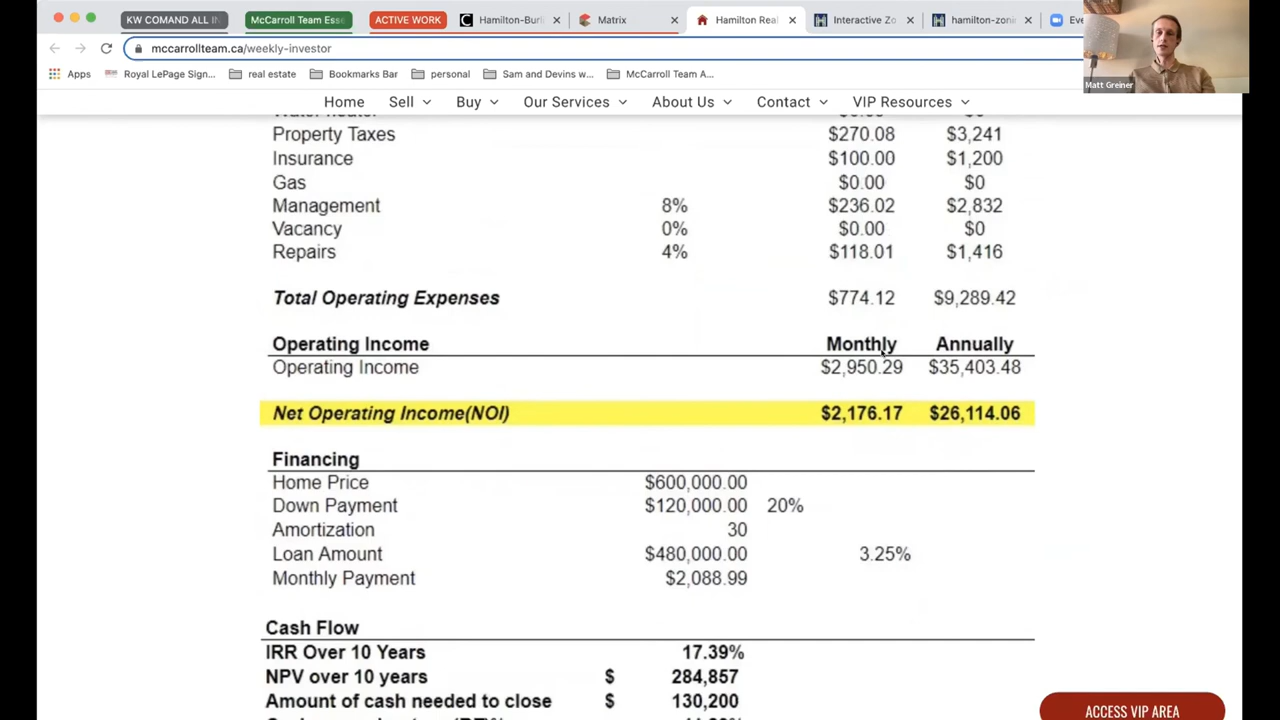 KW COMAND ALL IN
McCarroll Team Esse
ACTIVE WORK
Hamilton-Burl
Matrix
Hamilton Real
Interactive Zo
hamilton-zoni
Eve
mccarrollteam.ca/weekly-investor
Apps
Royal LePage Sign...
real estate
Bookmarks Bar
personal
Sam and Devins w...
McCarroll Team A...
Matt Greiner
Home
Sell
Buy
Our Services
About Us
Contact
VIP Resources
Property Taxes $270.08 $3,241
Insurance $100.00 $1,200
Gas $0.00 $0
Management 8% $236.02 $2,832
Vacancy 0% $0.00 $0
Repairs 4% $118.01 $1,416
Total Operating Expenses $774.12 $9,289.42
Operating Income Monthly Annually
Operating Income $2,950.29 $35,403.48
Net Operating Income(NOI) $2,176.17 $26,114.06
Financing
Home Price $600,000.00
Down Payment $120,000.00 20%
Amortization 30
Loan Amount $480,000.00 3.25%
Monthly Payment $2,088.99
Cash Flow
IRR Over 10 Years 17.39%
NPV over 10 years $ 284,857
Amount of cash needed to close $ 130,200
ACCESS VIP AREA